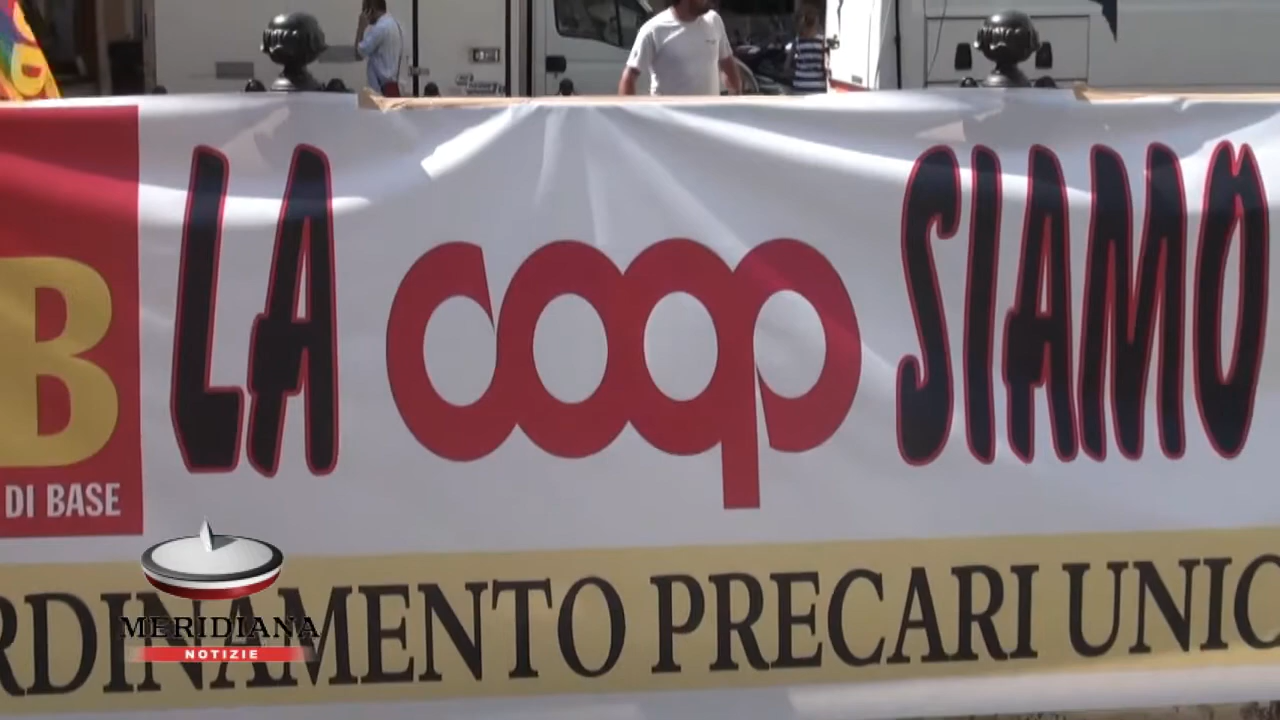 B
DI BASE
LA coop SIAMO
RDINAMENTO PRECARI UNIC
MERIDIANA
NOTIZIE